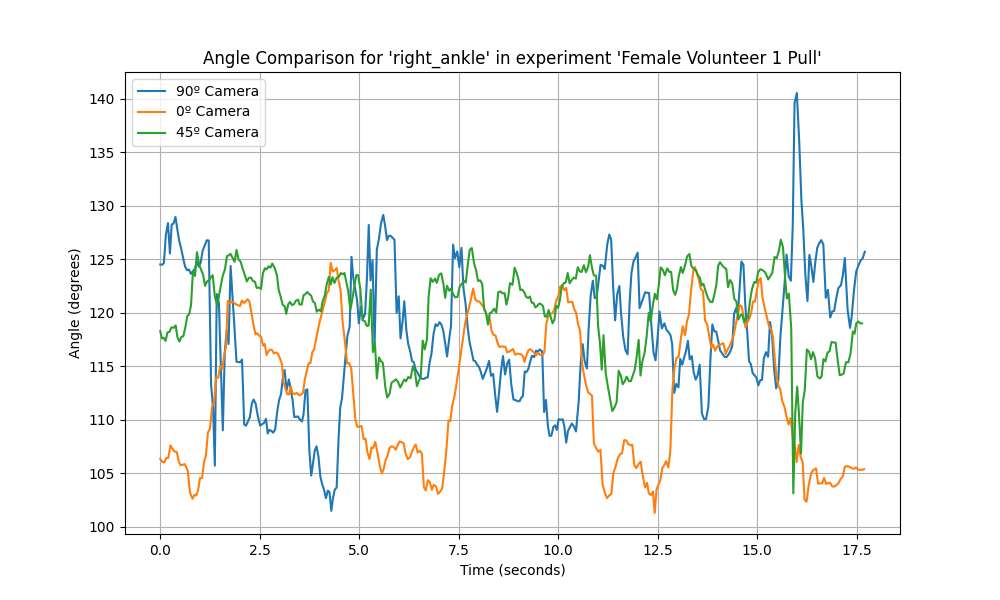 Angle Comparison for 'right_ankle' in experiment 'Female Volunteer 1 Pull'
90º Camera
0º Camera
45º Camera
Angle (degrees)
140
135
130
125
120
115
110
105
100
0.0 2.5 5.0 7.5 10.0 12.5 15.0 17.5
Time (seconds)